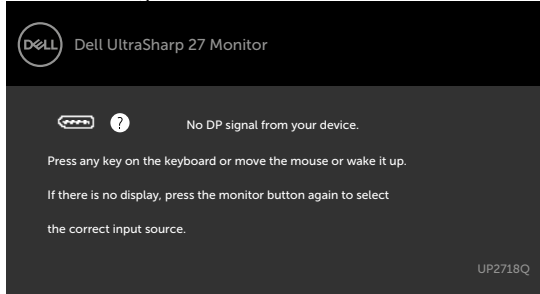 DELL
Dell UltraSharp 27 Monitor
?
No DP signal from your device.
Press any key on the keyboard or move the mouse or wake it up.
If there is no display, press the monitor button again to select
the correct input source.
UP2718Q